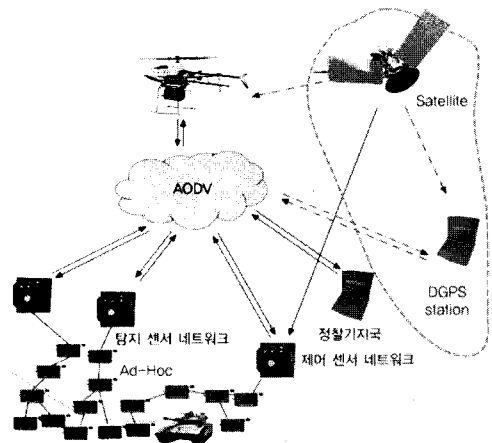 Satellite
AODV
DGPS
station
정찰기지국
탐지 센서 네트워크
제어 센서 네트워크
Ad-Hoc